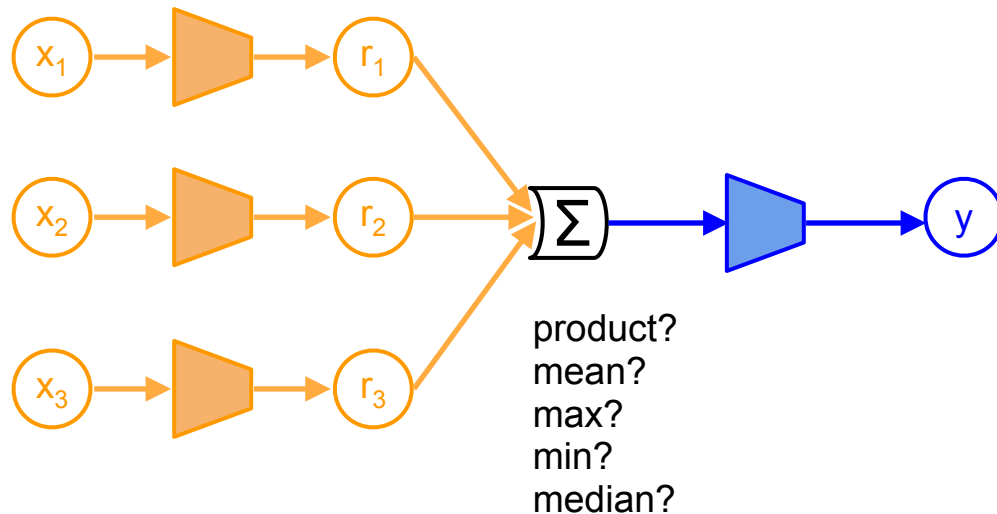 x₁
r₁
x₂
r₂
Σ
y
x₃
r₃
product?
mean?
max?
min?
median?